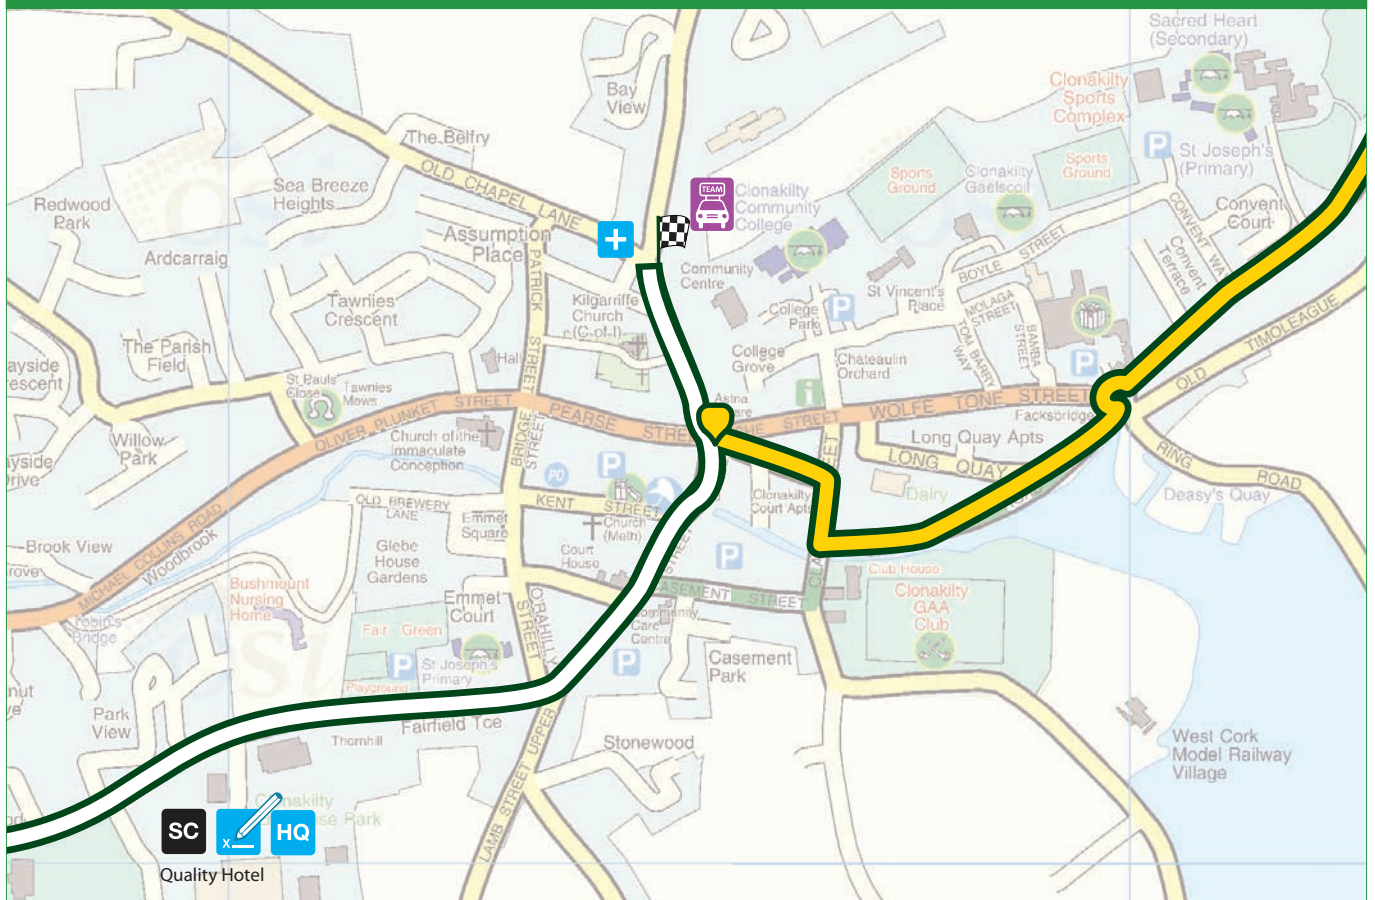 Sacred Heart
(Secondary)
Clonakilty
Sports
Complex
P
St Joseph's
(Primary)
Bay
View
The Belfry
OLD CHAPEL LANE
Sea Breeze
Heights
Redwood
Park
Ardcarraig
Assumption
Place
TEAM
Clonakilty
Community
College
Sports
Ground
Clonakilty
Gaelscoil
Sports
Ground
CONVENT WAY
Convent
Court
Convent
Terrace
BOYLE STREET
Community
Centre
St Vincent's
Place
MOLAGA
STREET
TOM BARRY
WAY
BAMBA
STREET
P
College
Park
P
PATRICK
STREET
Kilgarriffe
Church
(C-of-I)
Tawnies
Crescent
The Parish
Field
Hall
College
Grove
Chateaulin
Orchard
i
OLD TIMOLEAGUE
St Pauls
Close
Tawnies
Mews
OLIVER PLUNKET STREET
PEARSE
WOLFE TONE STREET
STREET
Facksbridge
Astna
Willow
Park
Church of the
Immaculate
Conception
BRIDGE
STREET
PO
P
Long Quay Apts
LONG QUAY
Dairy
RING ROAD
Deasy's Quay
OLD BREWERY
LANE
KENT STREET
Church
(Meth)
Clonakilty
Court Apts
Emmet
Square
Court
House
P
Brook View
MICHAEL COLLINS ROAD
Woodbrook
Glebe
House
Gardens
Bushmount
Nursing
Home
STREET
Club House
Clonakilty
GAA
Club
Emmet
Court
Fair Green
P
St Joseph's
Primary
Playground
Care
Centre
P
Casement
Park
Park
View
Fairfield Tce
Thornhill
Stonewood
LAMB STREET UPPER
West Cork
Model Railway
Village
SC
x
HQ
Quality Hotel